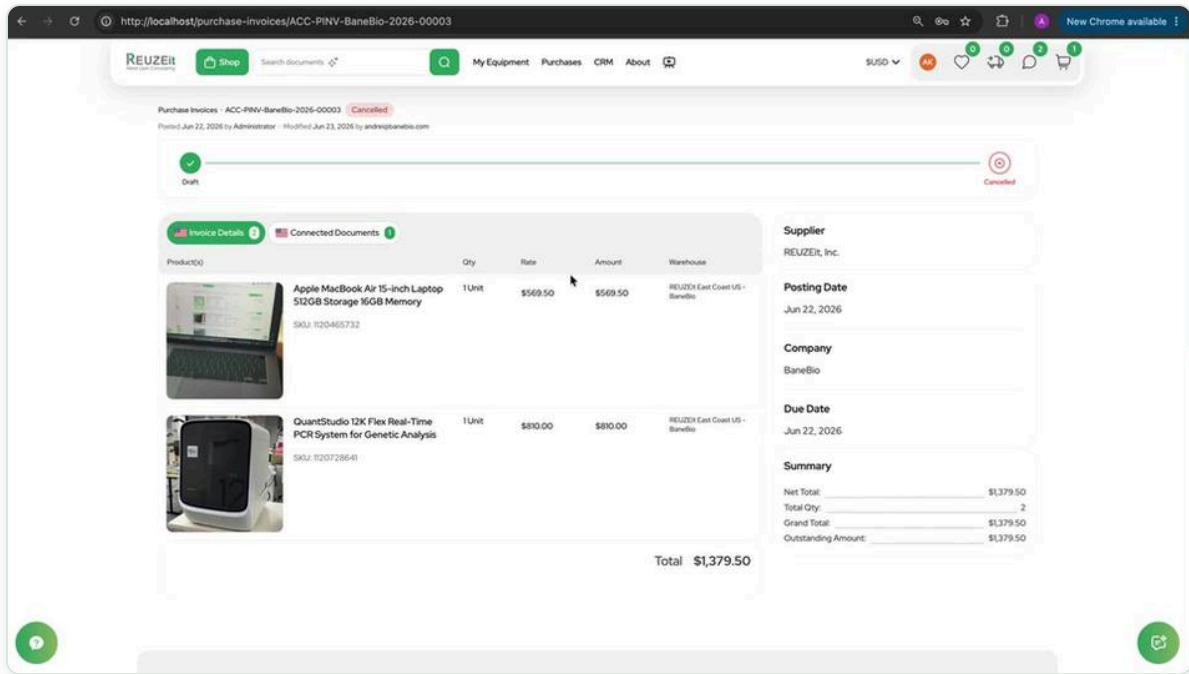 http://localhost/purchase-invoices/ACC-PINV-BaneBio-2026-00003
New Chrome available
REUZEit
Shop
Search documents
My Equipment Purchases CRM About
$USD
AK
0
0
2
1
Purchase Invoices · ACC-PINV-BaneBio-2026-00003 Cancelled
Posted Jun 22, 2026 by Administrator · Modified Jun 23, 2026 by andrei@banebio.com
Draft
Cancelled
Invoice Details 2
Connected Documents 1
Product(s) Qty Rate Amount Warehouse
Apple MacBook Air 15-inch Laptop
512GB Storage 16GB Memory
SKU: 1120465732
1 Unit
$569.50
$569.50
REUZEit East Coast US -
BaneBio
QuantStudio 12K Flex Real-Time
PCR System for Genetic Analysis
SKU: 1120728641
1 Unit
$810.00
$810.00
REUZEit East Coast US -
BaneBio
Total $1,379.50
Supplier
REUZEit, Inc.
Posting Date
Jun 22, 2026
Company
BaneBio
Due Date
Jun 22, 2026
Summary
Net Total: $1,379.50
Total Qty: 2
Grand Total: $1,379.50
Outstanding Amount: $1,379.50